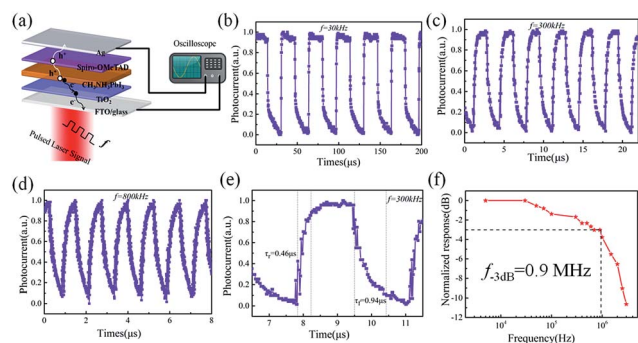 (a)
Oscilloscope
Ag
h⁺
Spiro-OMeTAD
h⁺
CH₃NH₃PbI₃
e⁻
TiO₂
FTO/glass
Pulsed Laser Signal
f
(b)
f=30kHz
Photocurrent(a.u.)
1.0
0.8
0.6
0.4
0.2
0.0
0 50 100 150 200
Times(μs)
(c)
f=300kHz
Photocurrent(a.u.)
1.0
0.8
0.6
0.4
0.2
0.0
0 5 10 15 20
Times(μs)
(d)
f=800kHz
Photocurrent(a.u.)
1.0
0.8
0.6
0.4
0.2
0.0
0 2 4 6 8
Times(μs)
(e)
f=300kHz
Photocurrent(a.u.)
1.0
0.8
0.6
0.4
0.2
0.0
τr=0.46μs
τf=0.94μs
7 8 9 10 11
Time(μs)
(f)
Normalized response(dB)
0
-2
-4
-6
-8
-10
-12
f-3dB=0.9 MHz
10⁴ 10⁵ 10⁶
Frequency(Hz)